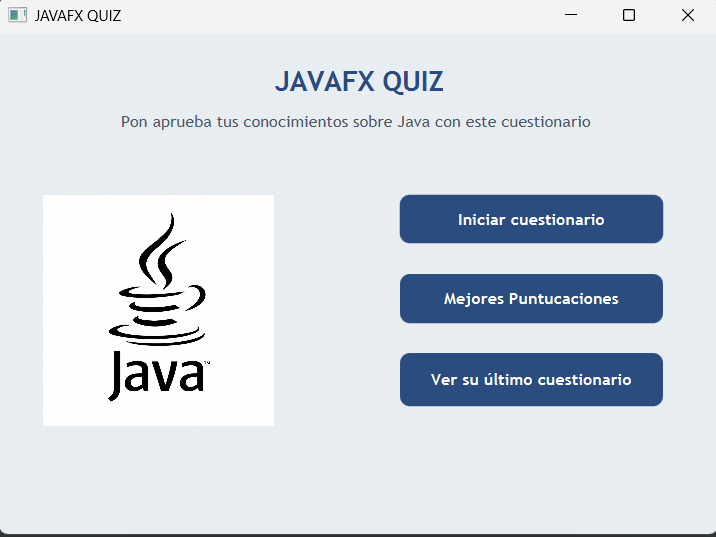 JAVAFX QUIZ
JAVAFX QUIZ
Pon aprueba tus conocimientos sobre Java con este cuestionario
Iniciar cuestionario
Mejores Puntucaciones
Ver su último cuestionario
Java™